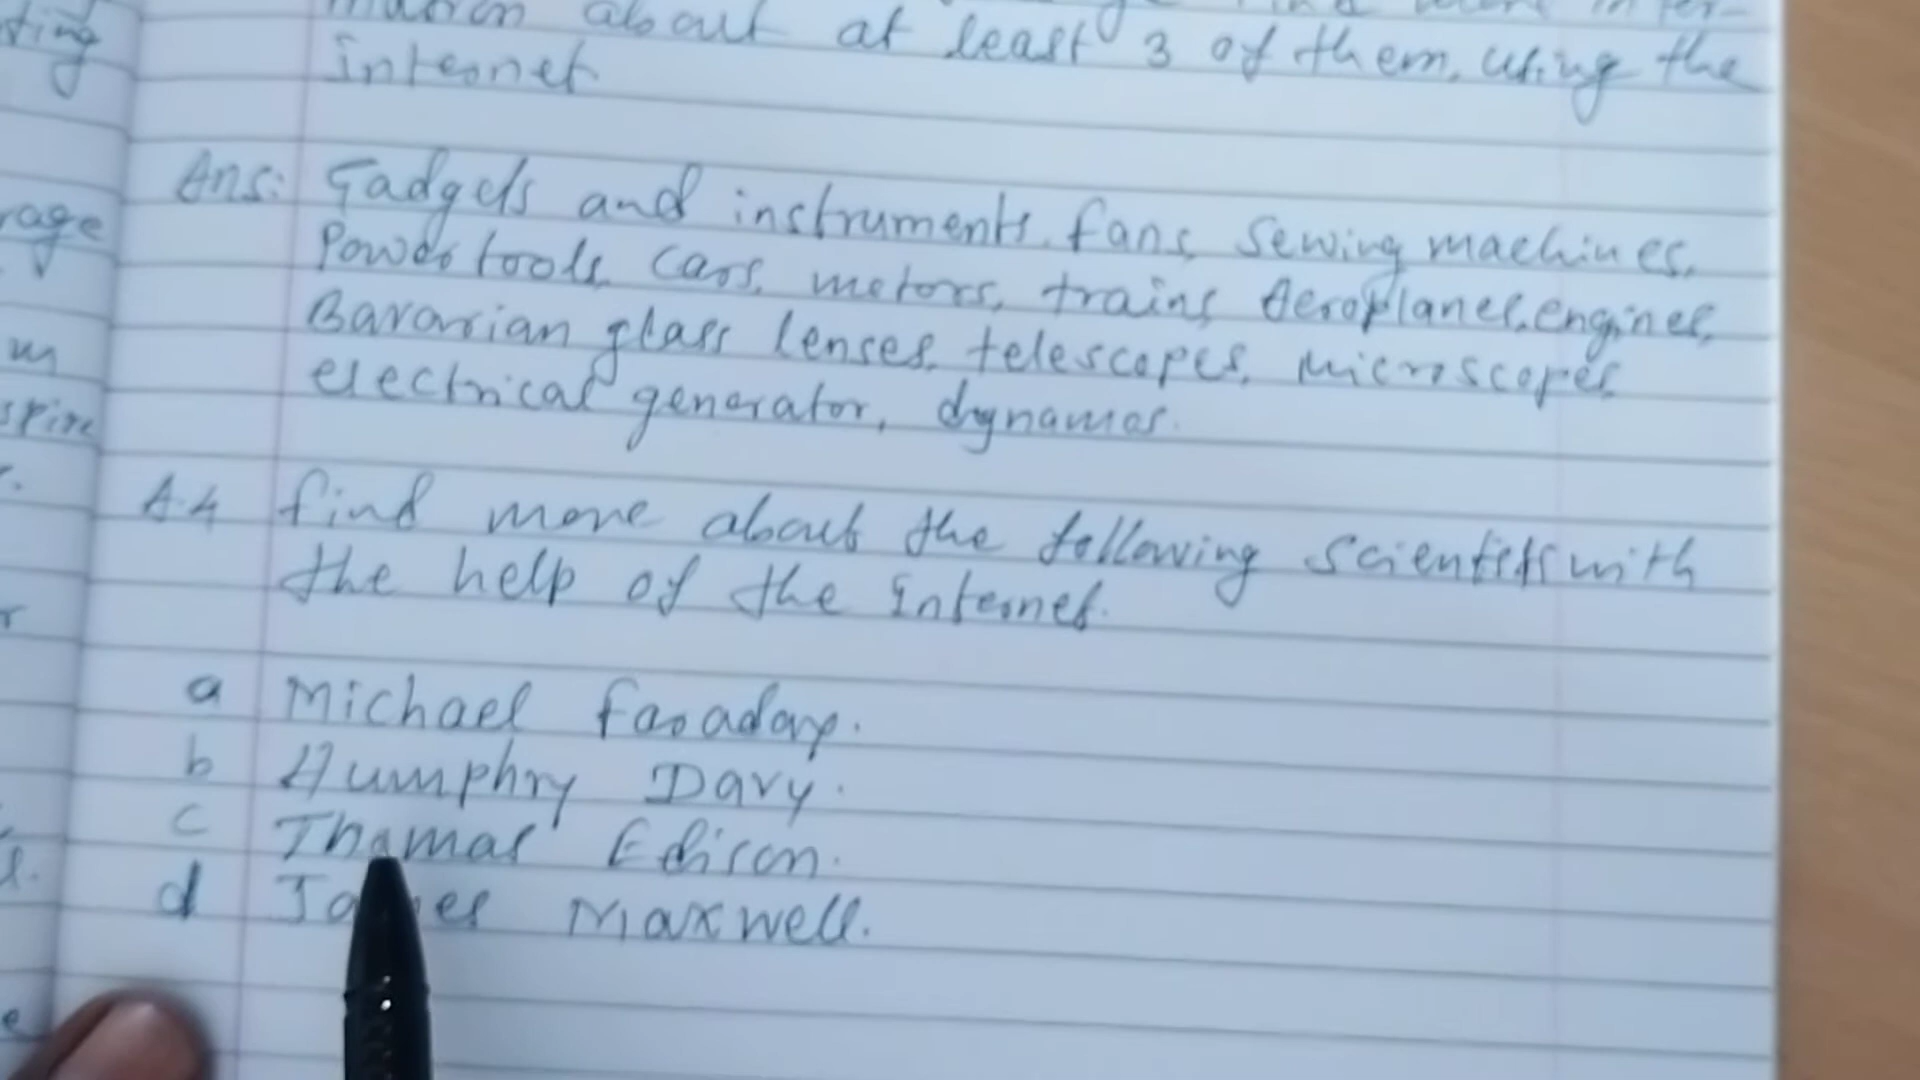 about at least 3 of them, using the
internet
Ans: Gadgets and instruments, fans, sewing machines,
Power tools, cars, motors, trains, Aeroplanes, engines,
Bavarian glass lenses, telescopes, microscopes,
electrical generator, dynamos.
A.4 find more about the following scientists with
the help of the internet.
a Michael faraday.
b Humphry Davy.
c Thomas Edison.
d James Maxwell.
rage